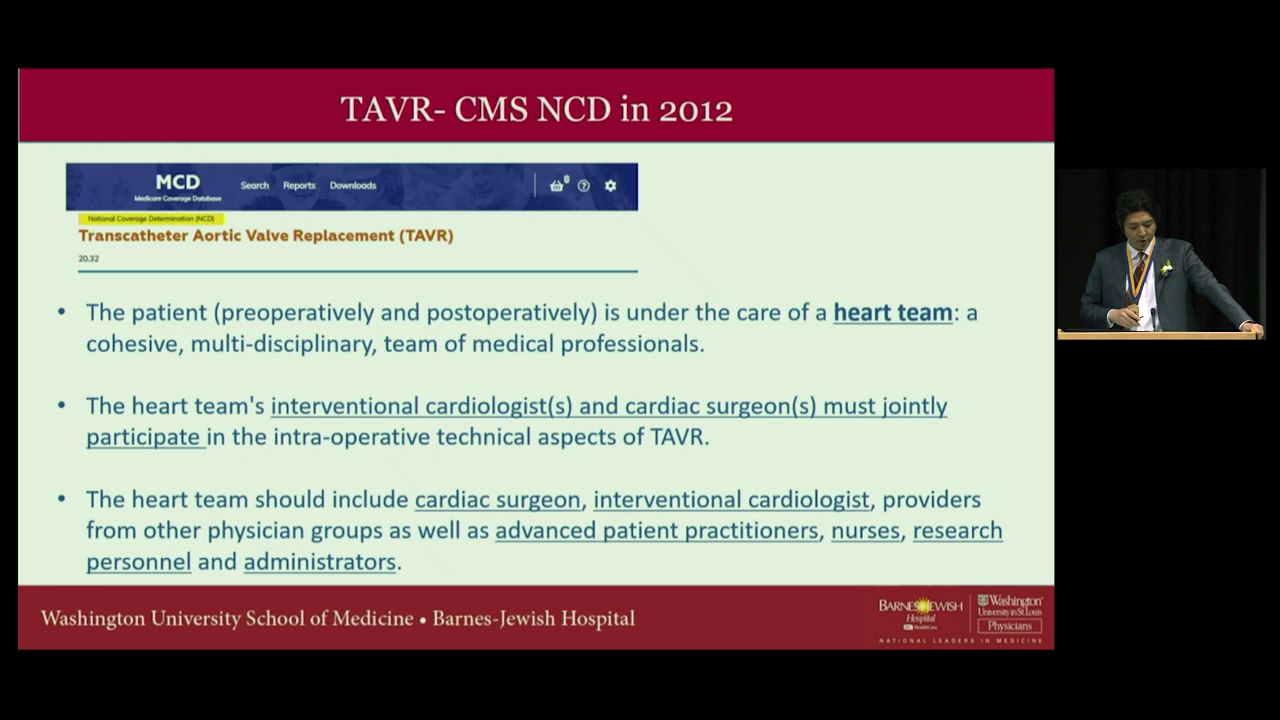 TAVR- CMS NCD in 2012
MCD
Medicare Coverage Database
Search Reports Downloads
0
National Coverage Determination (NCD)
Transcatheter Aortic Valve Replacement (TAVR)
20.32
• The patient (preoperatively and postoperatively) is under the care of a heart team: a
cohesive, multi-disciplinary, team of medical professionals.
• The heart team's interventional cardiologist(s) and cardiac surgeon(s) must jointly
participate in the intra-operative technical aspects of TAVR.
• The heart team should include cardiac surgeon, interventional cardiologist, providers
from other physician groups as well as advanced patient practitioners, nurses, research
personnel and administrators.
Washington University School of Medicine • Barnes-Jewish Hospital
BARNES JEWISH
Hospital
BJC HealthCare
Washington
University in St. Louis
Physicians
NATIONAL LEADERS IN MEDICINE